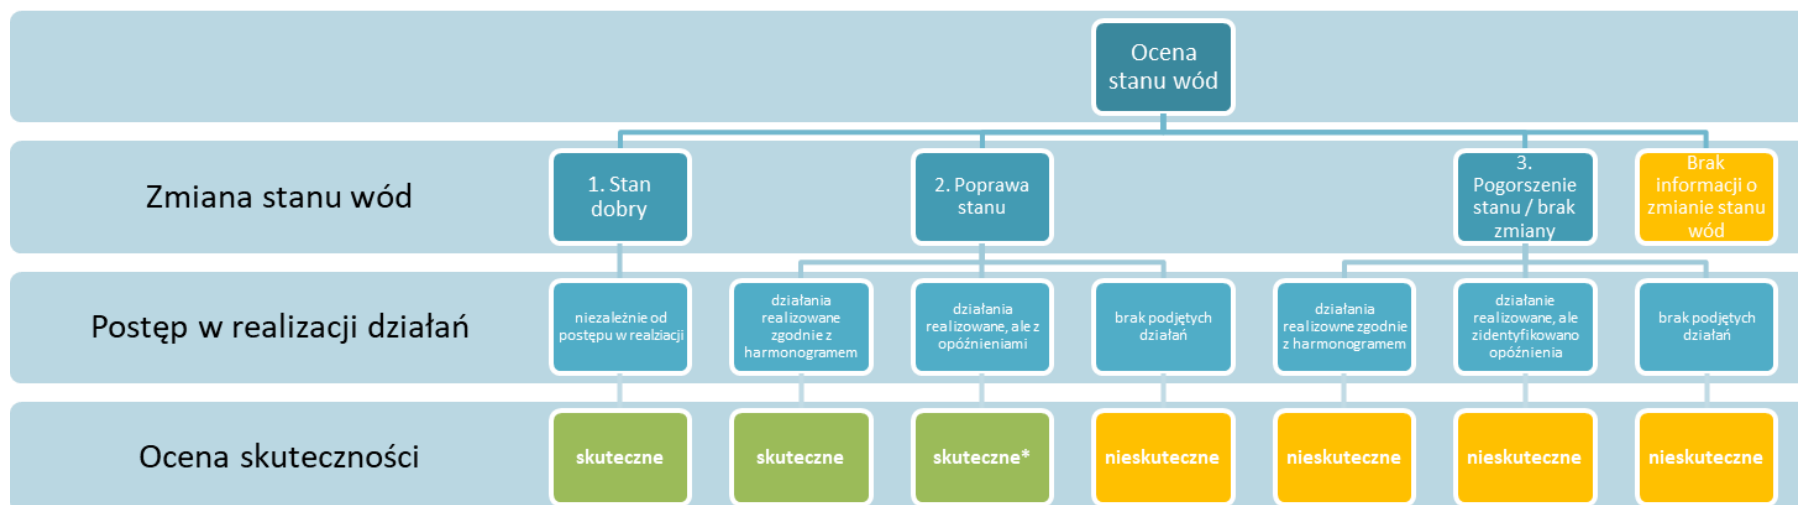 Ocena
stanu wód
Zmiana stanu wód
1. Stan
dobry
2. Poprawa
stanu
3.
Pogorszenie
stanu / brak
zmiany
Brak
informacji o
zmianie stanu
wód
Postęp w realizacji działań
niezależnie od
postępu w realziacji
działania
realizowane
zgodnie z
harmonogramem
działania
realizowane, ale z
opóźnieniami
brak podjętych
działań
działania
realizowne zgodnie
z harmonogramem
działanie
realizowane, ale
zidentyfikowano
opóźnienia
brak podjętych
działań
Ocena skuteczności
skuteczne
skuteczne
skuteczne*
nieskuteczne
nieskuteczne
nieskuteczne
nieskuteczne